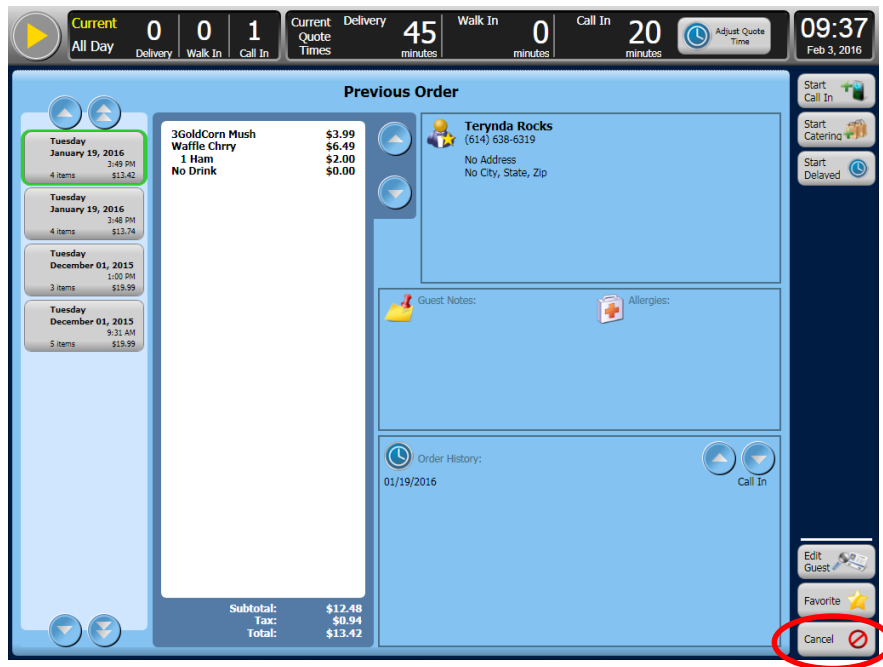 Current
All Day
0
Delivery
0
Walk In
1
Call In
Current
Quote
Times
Delivery
45
minutes
Walk In
0
minutes
Call In
20
minutes
Adjust Quote
Time
09:37
Feb 3, 2016
Previous Order
Tuesday
January 19, 2016
3:49 PM
4 items $13.42
Tuesday
January 19, 2016
3:48 PM
4 items $13.74
Tuesday
December 01, 2015
1:00 PM
3 items $19.99
Tuesday
December 01, 2015
9:31 AM
5 items $19.99
3GoldCorn Mush $3.99
Waffle Chrry $6.49
1 Ham $2.00
No Drink $0.00
Subtotal: $12.48
Tax: $0.94
Total: $13.42
Terynda Rocks
(614) 638-6319
No Address
No City, State, Zip
Guest Notes:
Allergies:
Order History:
01/19/2016 Call In
Start
Call In
Start
Catering
Start
Delayed
Edit
Guest
Favorite
Cancel